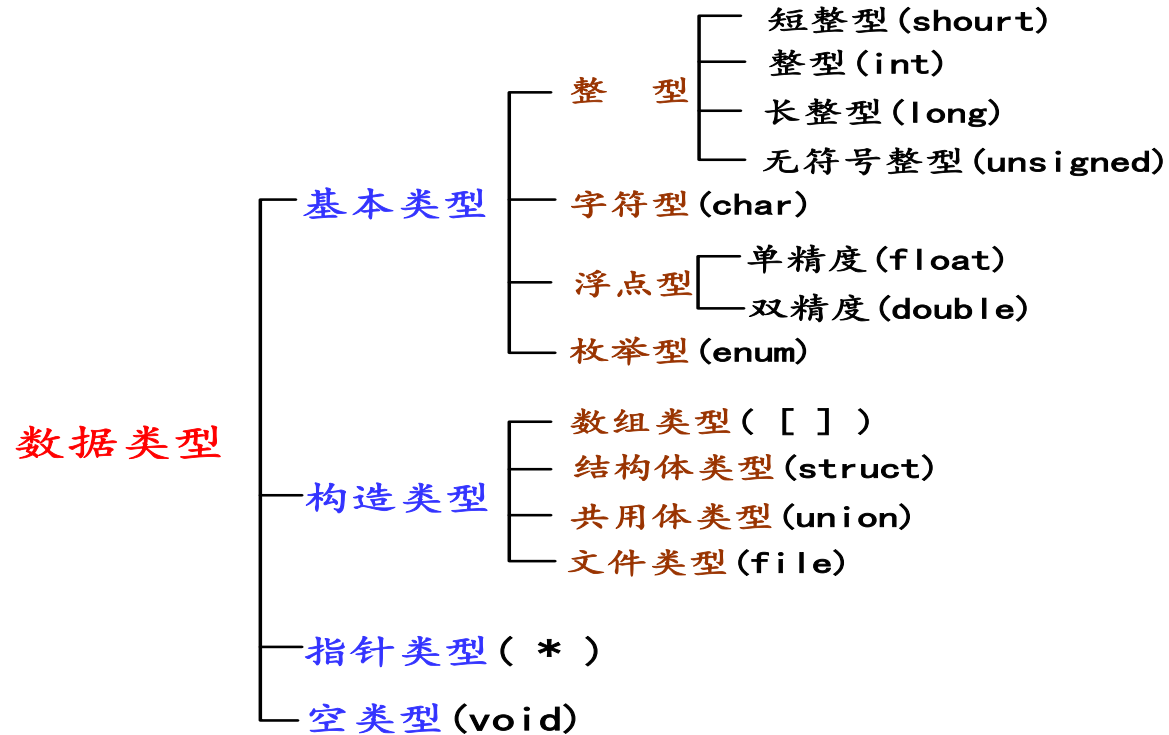 数据类型
基本类型
整 型
短整型(shourt)
整型(int)
长整型(long)
无符号整型(unsigned)
字符型(char)
浮点型
单精度(float)
双精度(double)
枚举型(enum)
构造类型
数组类型( [ ] )
结构体类型(struct)
共用体类型(union)
文件类型(file)
指针类型( * )
空类型(void)